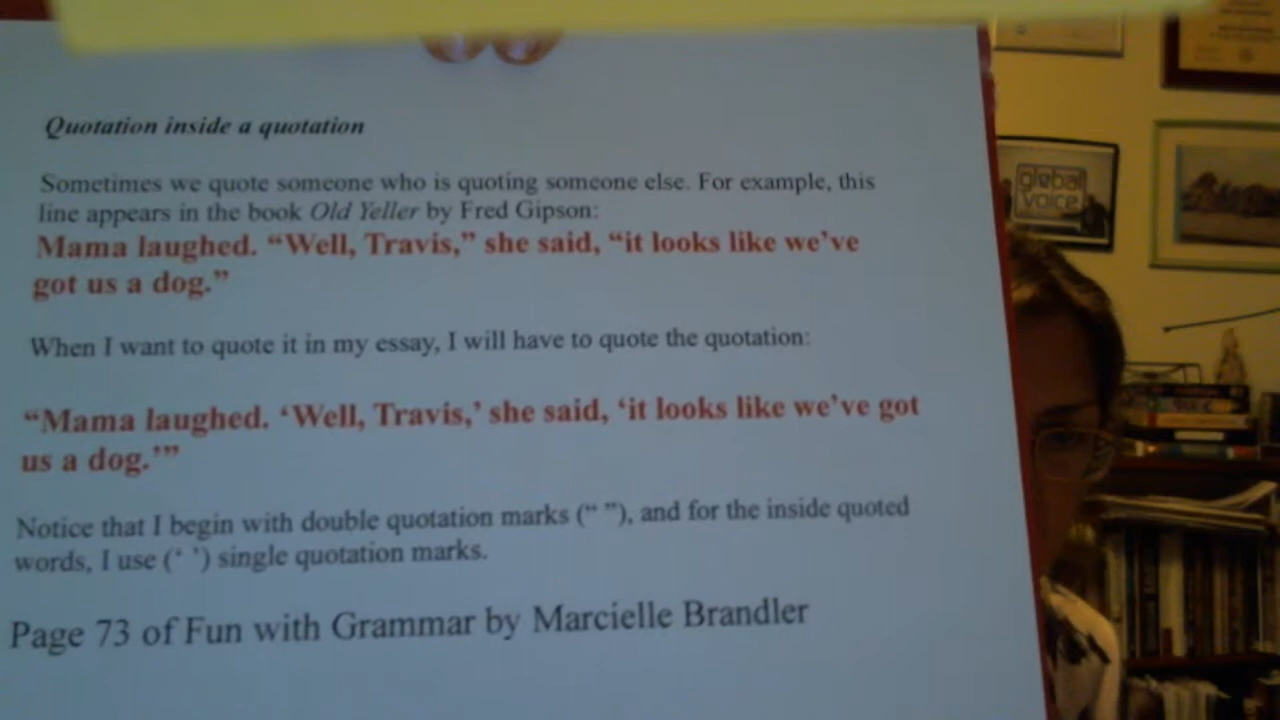 Quotation inside a quotation
Sometimes we quote someone who is quoting someone else. For example, this
line appears in the book Old Yeller by Fred Gipson:
Mama laughed. “Well, Travis,” she said, “it looks like we’ve
got us a dog.”
When I want to quote it in my essay, I will have to quote the quotation:
“Mama laughed. ‘Well, Travis,’ she said, ‘it looks like we’ve got
us a dog.’”
Notice that I begin with double quotation marks (“ ”), and for the inside quoted
words, I use (‘ ’) single quotation marks.
Page 73 of Fun with Grammar by Marcielle Brandler
global
voice